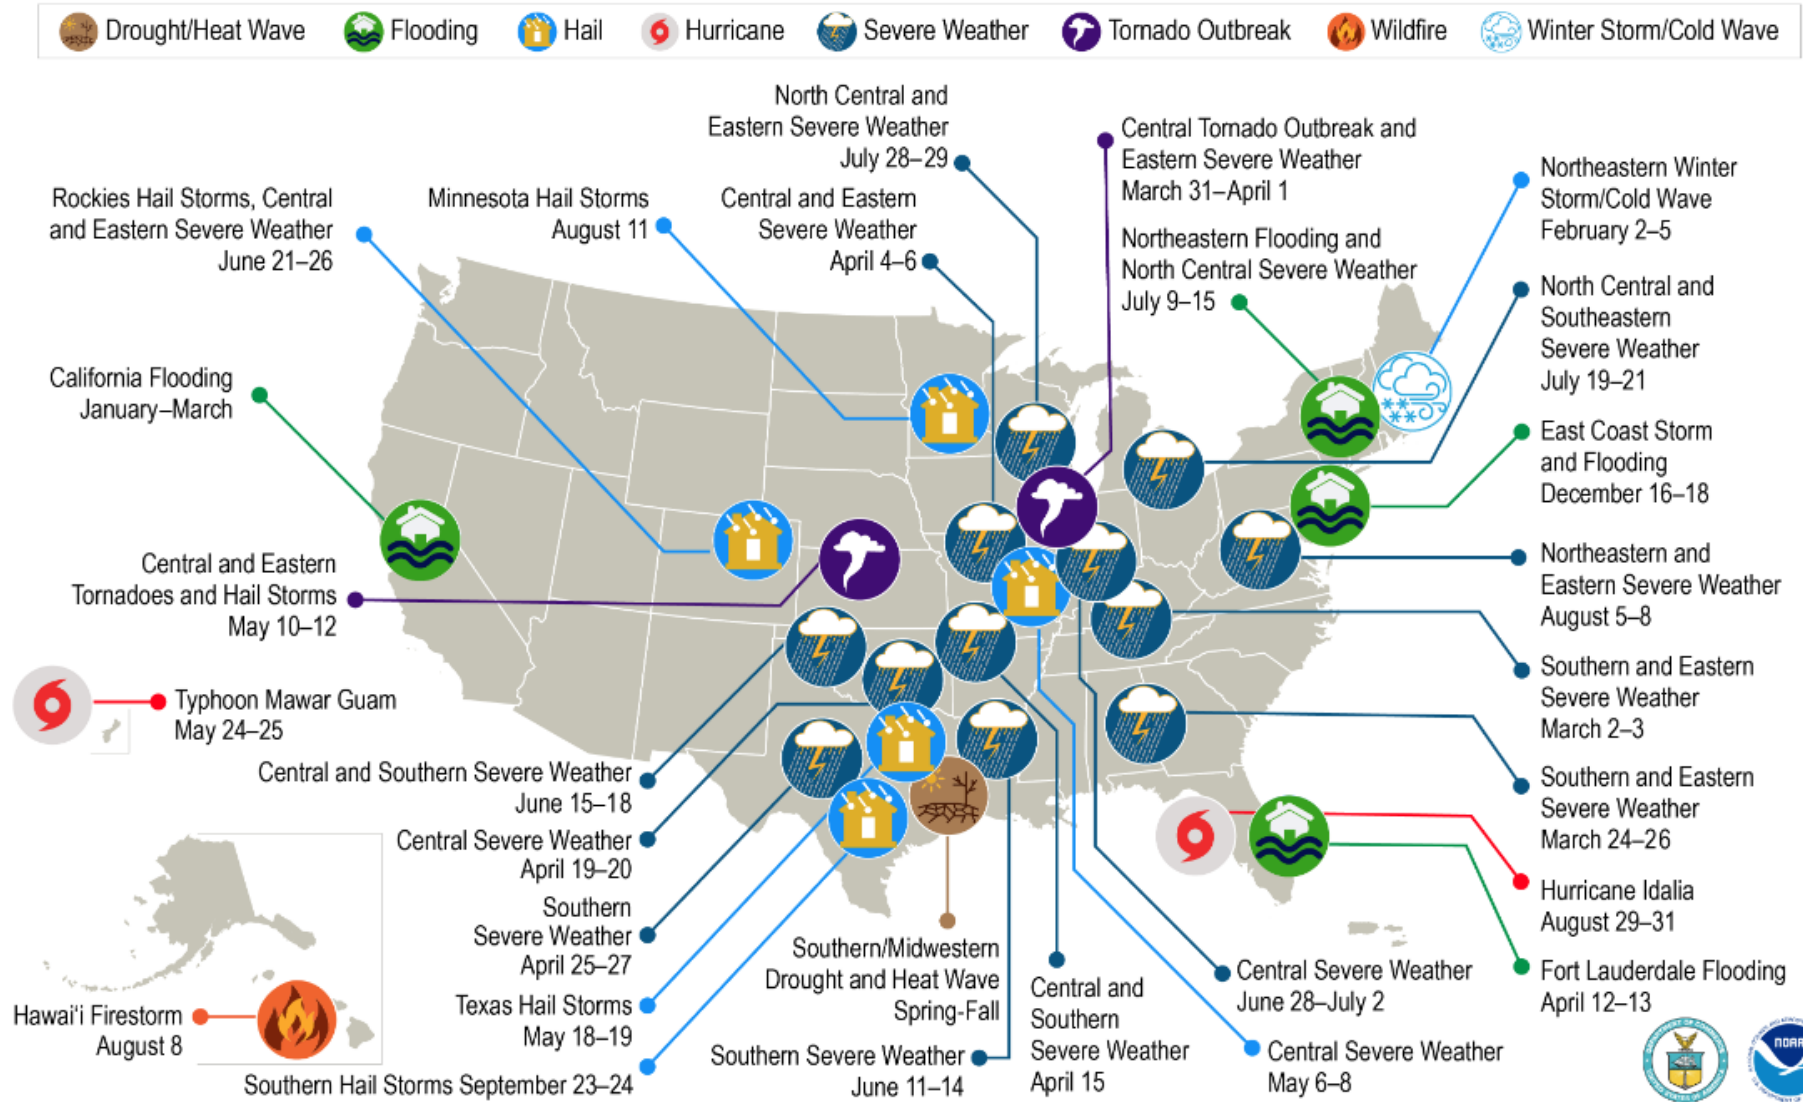 Drought/Heat Wave
Flooding
Hail
Hurricane
Severe Weather
Tornado Outbreak
Wildfire
Winter Storm/Cold Wave
North Central and
Eastern Severe Weather
July 28–29
Central Tornado Outbreak and
Eastern Severe Weather
March 31–April 1
Northeastern Winter
Storm/Cold Wave
February 2–5
Rockies Hail Storms, Central
and Eastern Severe Weather
June 21–26
Minnesota Hail Storms
August 11
Central and Eastern
Severe Weather
April 4–6
Northeastern Flooding and
North Central Severe Weather
July 9–15
North Central and
Southeastern
Severe Weather
July 19–21
California Flooding
January–March
East Coast Storm
and Flooding
December 16–18
Central and Eastern
Tornadoes and Hail Storms
May 10–12
Northeastern and
Eastern Severe Weather
August 5–8
Typhoon Mawar Guam
May 24–25
Southern and Eastern
Severe Weather
March 2–3
Central and Southern Severe Weather
June 15–18
Southern and Eastern
Severe Weather
March 24–26
Central Severe Weather
April 19–20
Hurricane Idalia
August 29–31
Southern
Severe Weather
April 25–27
Southern/Midwestern
Drought and Heat Wave
Spring-Fall
Central and
Southern
Severe Weather
April 15
Central Severe Weather
June 28–July 2
Fort Lauderdale Flooding
April 12–13
Hawai‘i Firestorm
August 8
Texas Hail Storms
May 18–19
Southern Severe Weather
June 11–14
Central Severe Weather
May 6–8
Southern Hail Storms September 23–24
NOAA